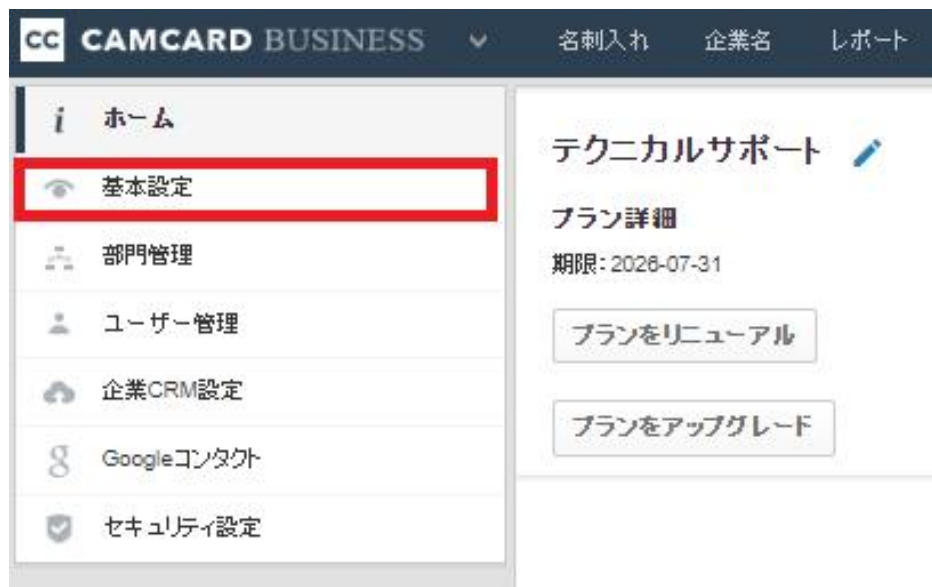 CC CAMCARD BUSINESS 名刺入れ 企業名 レポート
i ホーム
基本設定
部門管理
ユーザー管理
企業CRM設定
8 Googleコンタクト
セキュリティ設定
テクニカルサポート
プラン詳細
期限：2026-07-31
プランをリニューアル
プランをアップグレード